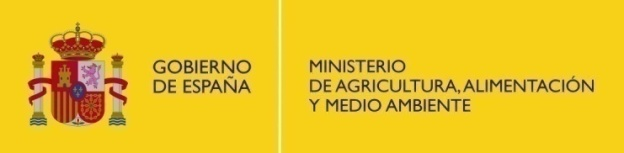 GOBIERNO
DE ESPAÑA
MINISTERIO
DE AGRICULTURA, ALIMENTACIÓN
Y MEDIO AMBIENTE